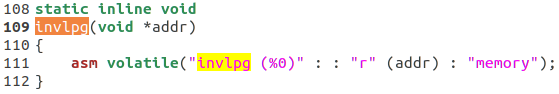 108 static inline void
109 invlpg(void *addr)
110 {
111     asm volatile("invlpg (%0)" : : "r" (addr) : "memory");
112 }